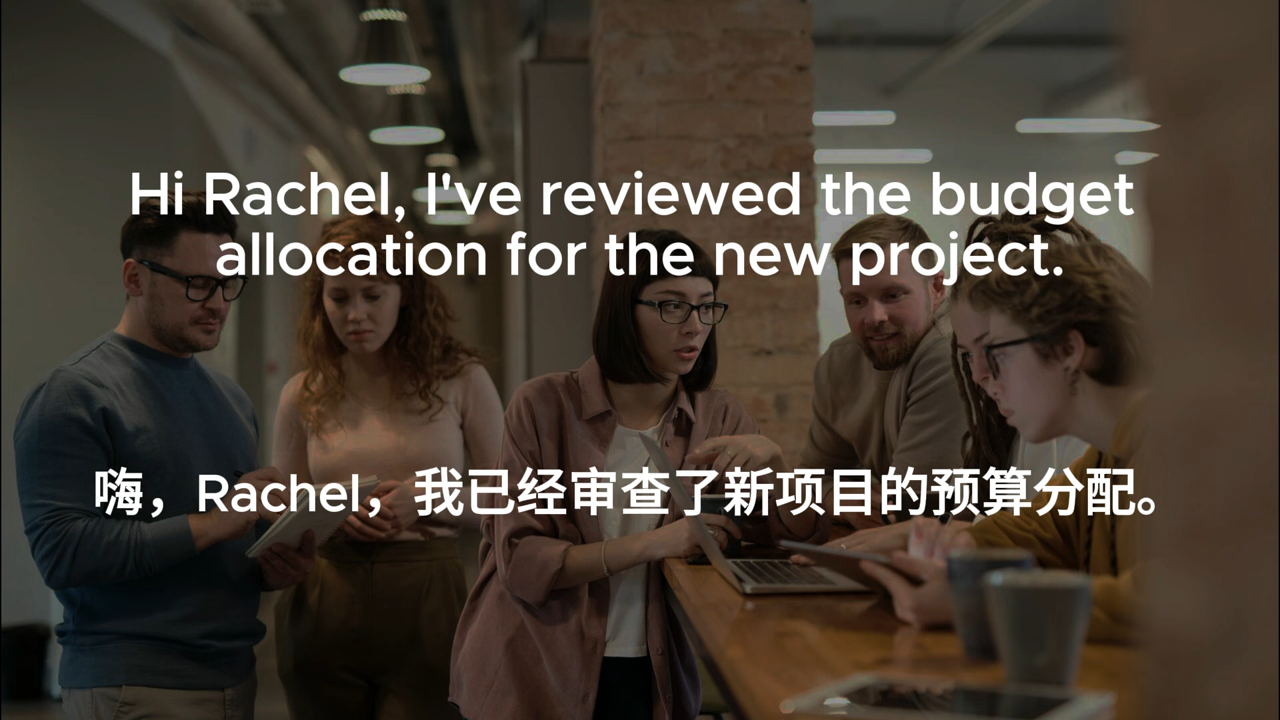 Hi Rachel, I've reviewed the budget
allocation for the new project.
嗨，Rachel，我已经审查了新项目的预算分配。